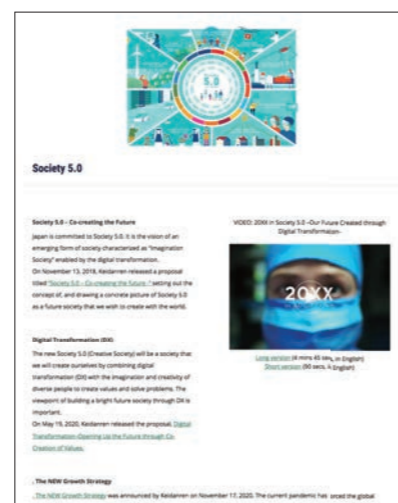 5.0
Society 5.0
Society 5.0 – Co-creating the Future
Japan is committed to Society 5.0. It is the vision of an
emerging form of society characterized as "Imagination
Society" enabled by the digital transformation.
On November 13, 2018, Keidanren released a proposal
titled "Society 5.0 – Co-creating the future -" setting out the
concept of, and drawing a concrete picture of Society 5.0
as a future society that we wish to create with the world.
Digital Transformation (DX)
The new Society 5.0 (Creative Society) will be a society that
we will create ourselves by combining digital
transformation (DX) with the imagination and creativity of
diverse people to create values and solve problems. The
viewpoint of building a bright future society through DX is
important.
On May 19, 2020, Keidanren released the proposal, Digital
Transformation-Opening Up the Future through Co
Creation of Values.
VIDEO: 20XX in Society 5.0 –Our Future Created through
Digital Transformation-
20XX
Long version (4 mins 45 sec, in English)
Short version (90 secs, in English)
. The NEW Growth Strategy
. The NEW Growth Strategy was announced by Keidanren on November 17, 2020. The current pandemic has orced the global